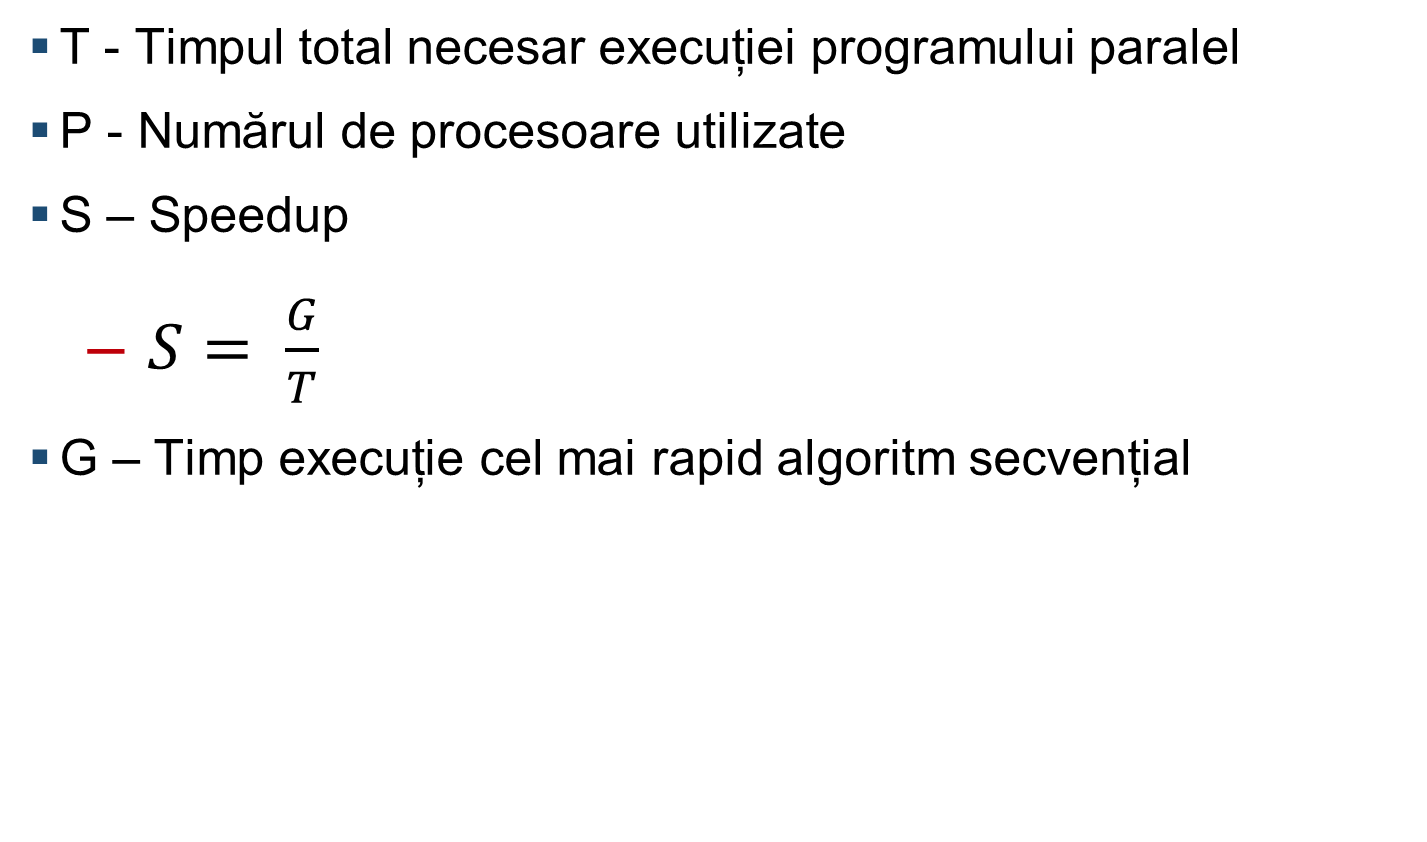 ▪ T - Timpul total necesar execuției programului paralel
▪ P - Numărul de procesoare utilizate
▪ S – Speedup
– S = G/T
▪ G – Timp execuție cel mai rapid algoritm secvențial